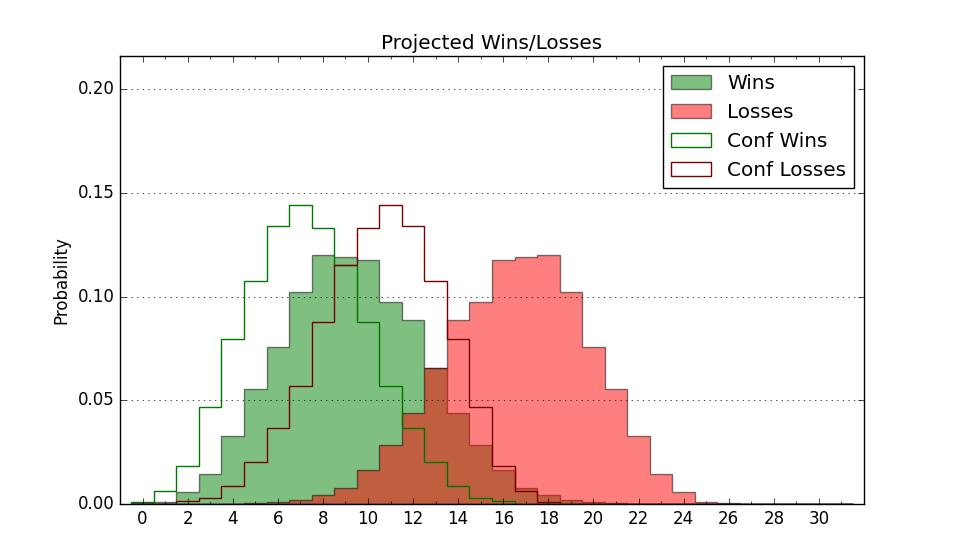 Projected Wins/Losses
Probability
0.20
0.15
0.10
0.05
0.00
Wins
Losses
Conf Wins
Conf Losses
0 2 4 6 8 10 12 14 16 18 20 22 24 26 28 30